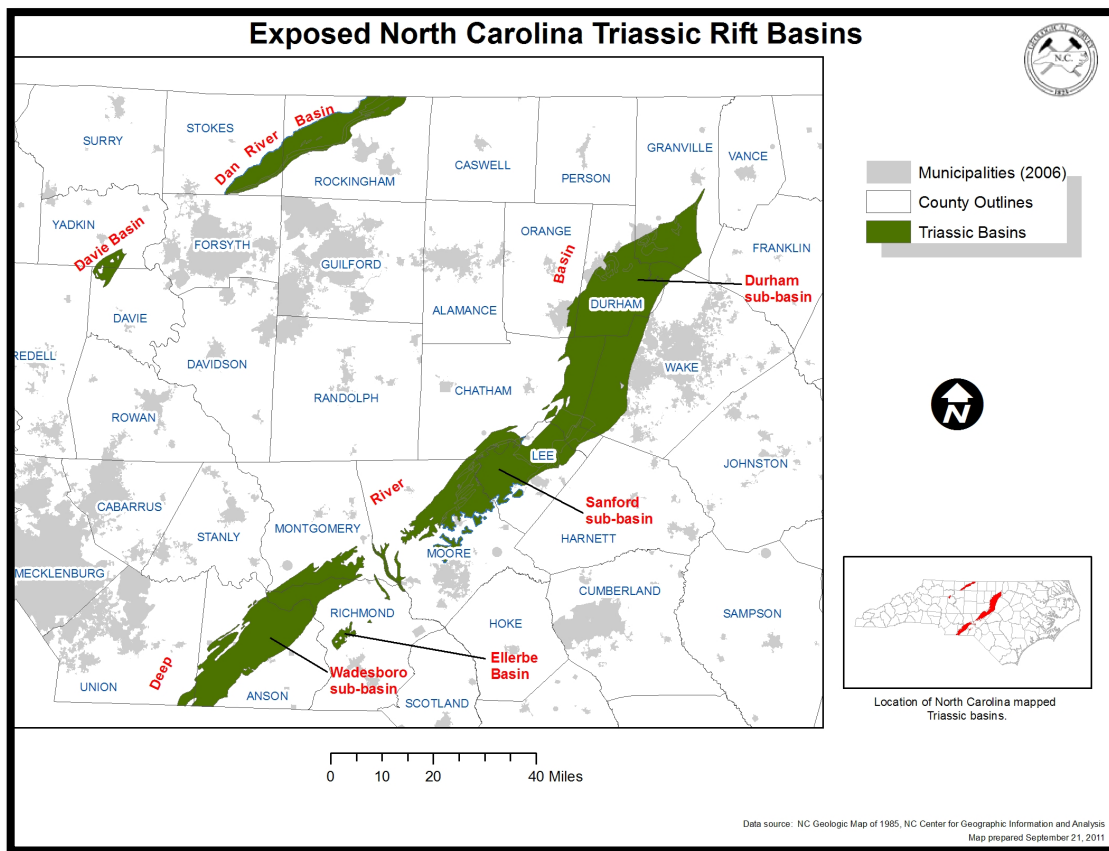 Exposed North Carolina Triassic Rift Basins
GEOLOGICAL SURVEY
N.C.
1823
Municipalities (2006)
County Outlines
Triassic Basins
SURRY
STOKES
Dan River Basin
ROCKINGHAM
CASWELL
PERSON
GRANVILLE
VANCE
YADKIN
Davie Basin
FORSYTH
GUILFORD
ORANGE
Basin
FRANKLIN
DAVIE
ALAMANCE
DURHAM
Durham
sub-basin
REDELL
DAVIDSON
RANDOLPH
CHATHAM
WAKE
ROWAN
LEE
JOHNSTON
River
CABARRUS
STANLY
MONTGOMERY
Sanford
sub-basin
HARNETT
MECKLENBURG
MOORE
RICHMOND
HOKE
CUMBERLAND
SAMPSON
Deep
UNION
ANSON
Wadesboro
sub-basin
Ellerbe
Basin
SCOTLAND
N
Location of North Carolina mapped
Triassic basins.
0 10 20 40 Miles
Data source: NC Geologic Map of 1985, NC Center for Geographic Information and Analysis
Map prepared September 21, 2011